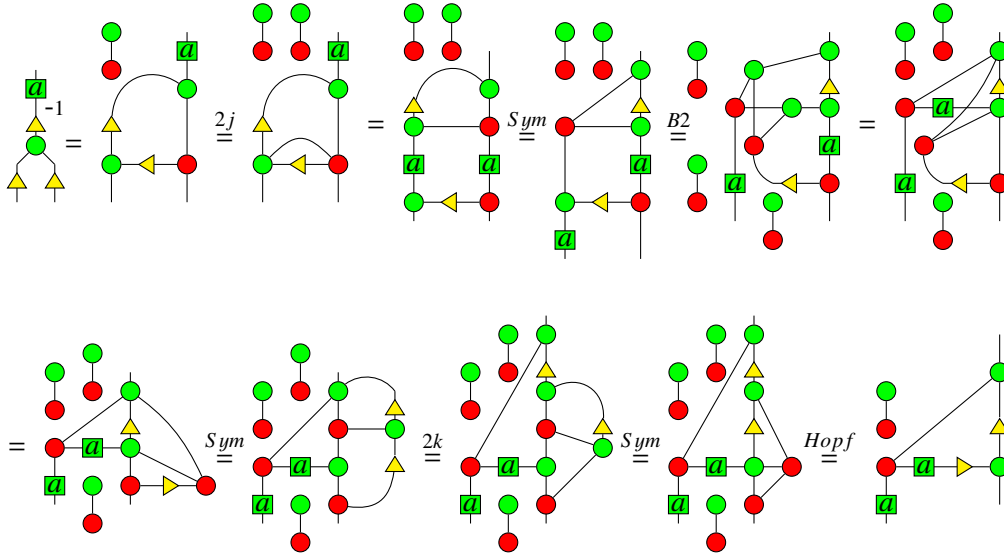 a a
a -1
a
= = 2j = = Sym = B2 = =
a
a a a
a a
a
= a = Sym = 2k = Sym = Hopf =
a a a a
a
a a a a